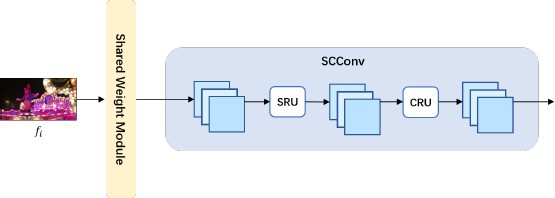 SCConv
Shared Weight Module
SRU
CRU
fᵢ